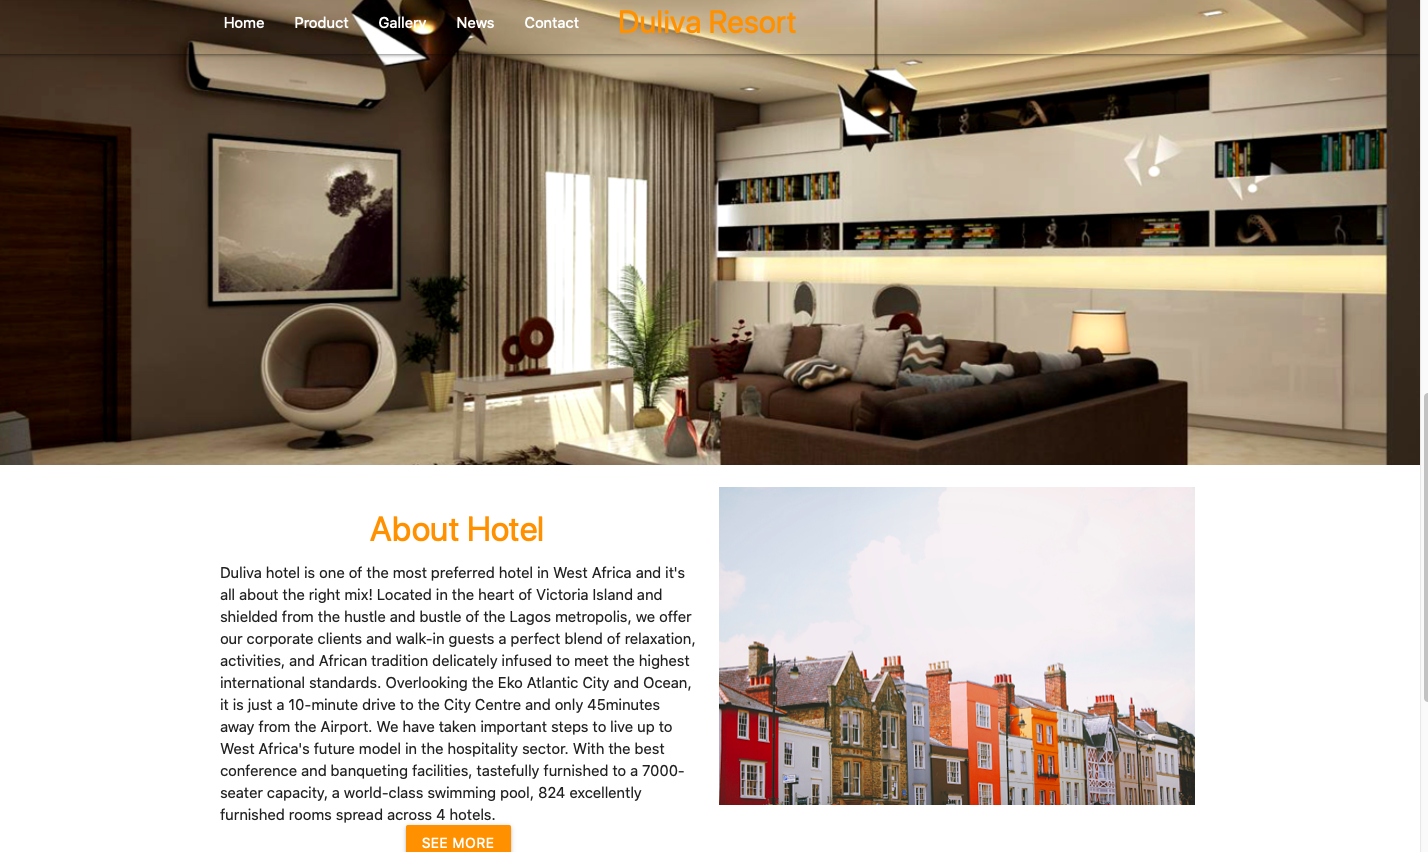 Home Product Gallery News Contact Duliva Resort
About Hotel
Duliva hotel is one of the most preferred hotel in West Africa and it's
all about the right mix! Located in the heart of Victoria Island and
shielded from the hustle and bustle of the Lagos metropolis, we offer
our corporate clients and walk-in guests a perfect blend of relaxation,
activities, and African tradition delicately infused to meet the highest
international standards. Overlooking the Eko Atlantic City and Ocean,
it is just a 10-minute drive to the City Centre and only 45minutes
away from the Airport. We have taken important steps to live up to
West Africa's future model in the hospitality sector. With the best
conference and banqueting facilities, tastefully furnished to a 7000-
seater capacity, a world-class swimming pool, 824 excellently
furnished rooms spread across 4 hotels.
SEE MORE